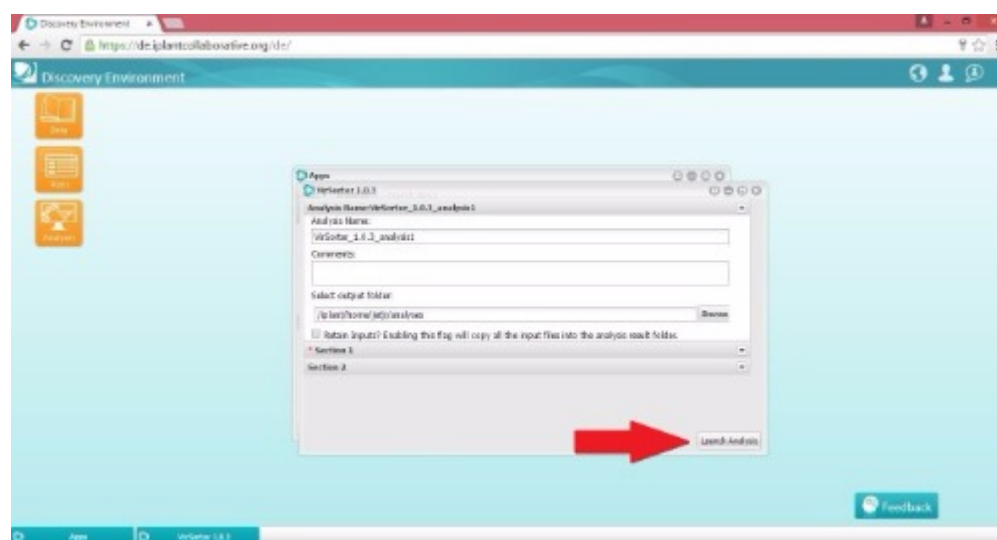 Discovery Environment
https://de.iplantcollaborative.org/de/
Discovery Environment
Data
Apps
Analyses
Apps
VirSorter 1.0.3
Analysis Name:VirSorter_1.0.3_analysis1
Analysis Name:
VirSorter_1.0.3_analysis1
Comments:
Select output folder:
Browse
Retain Inputs? Enabling this flag will copy all the input files into the analysis result folder.
* Section 1
Section 2
Launch Analysis
Feedback
Apps
VirSorter 1.0.3